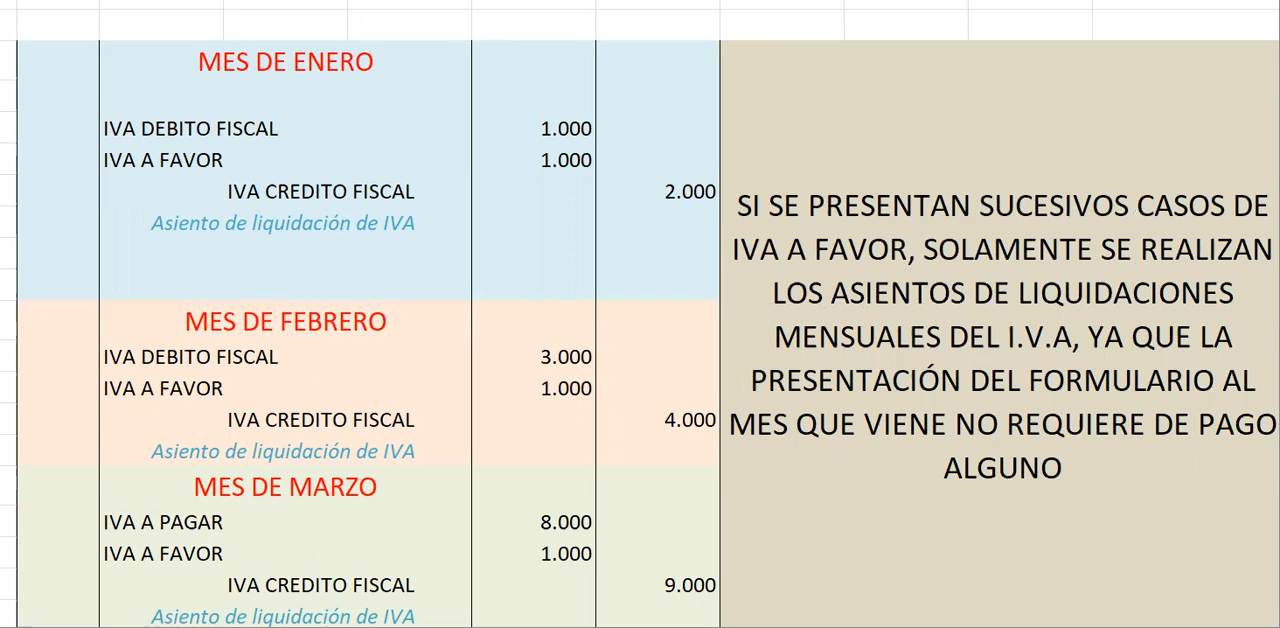 MES DE ENERO
IVA DEBITO FISCAL 1.000
IVA A FAVOR 1.000
IVA CREDITO FISCAL 2.000
Asiento de liquidación de IVA
MES DE FEBRERO
IVA DEBITO FISCAL 3.000
IVA A FAVOR 1.000
IVA CREDITO FISCAL 4.000
Asiento de liquidación de IVA
MES DE MARZO
IVA A PAGAR 8.000
IVA A FAVOR 1.000
IVA CREDITO FISCAL 9.000
Asiento de liquidación de IVA
SI SE PRESENTAN SUCESIVOS CASOS DE
IVA A FAVOR, SOLAMENTE SE REALIZAN
LOS ASIENTOS DE LIQUIDACIONES
MENSUALES DEL I.V.A, YA QUE LA
PRESENTACIÓN DEL FORMULARIO AL
MES QUE VIENE NO REQUIERE DE PAGO
ALGUNO